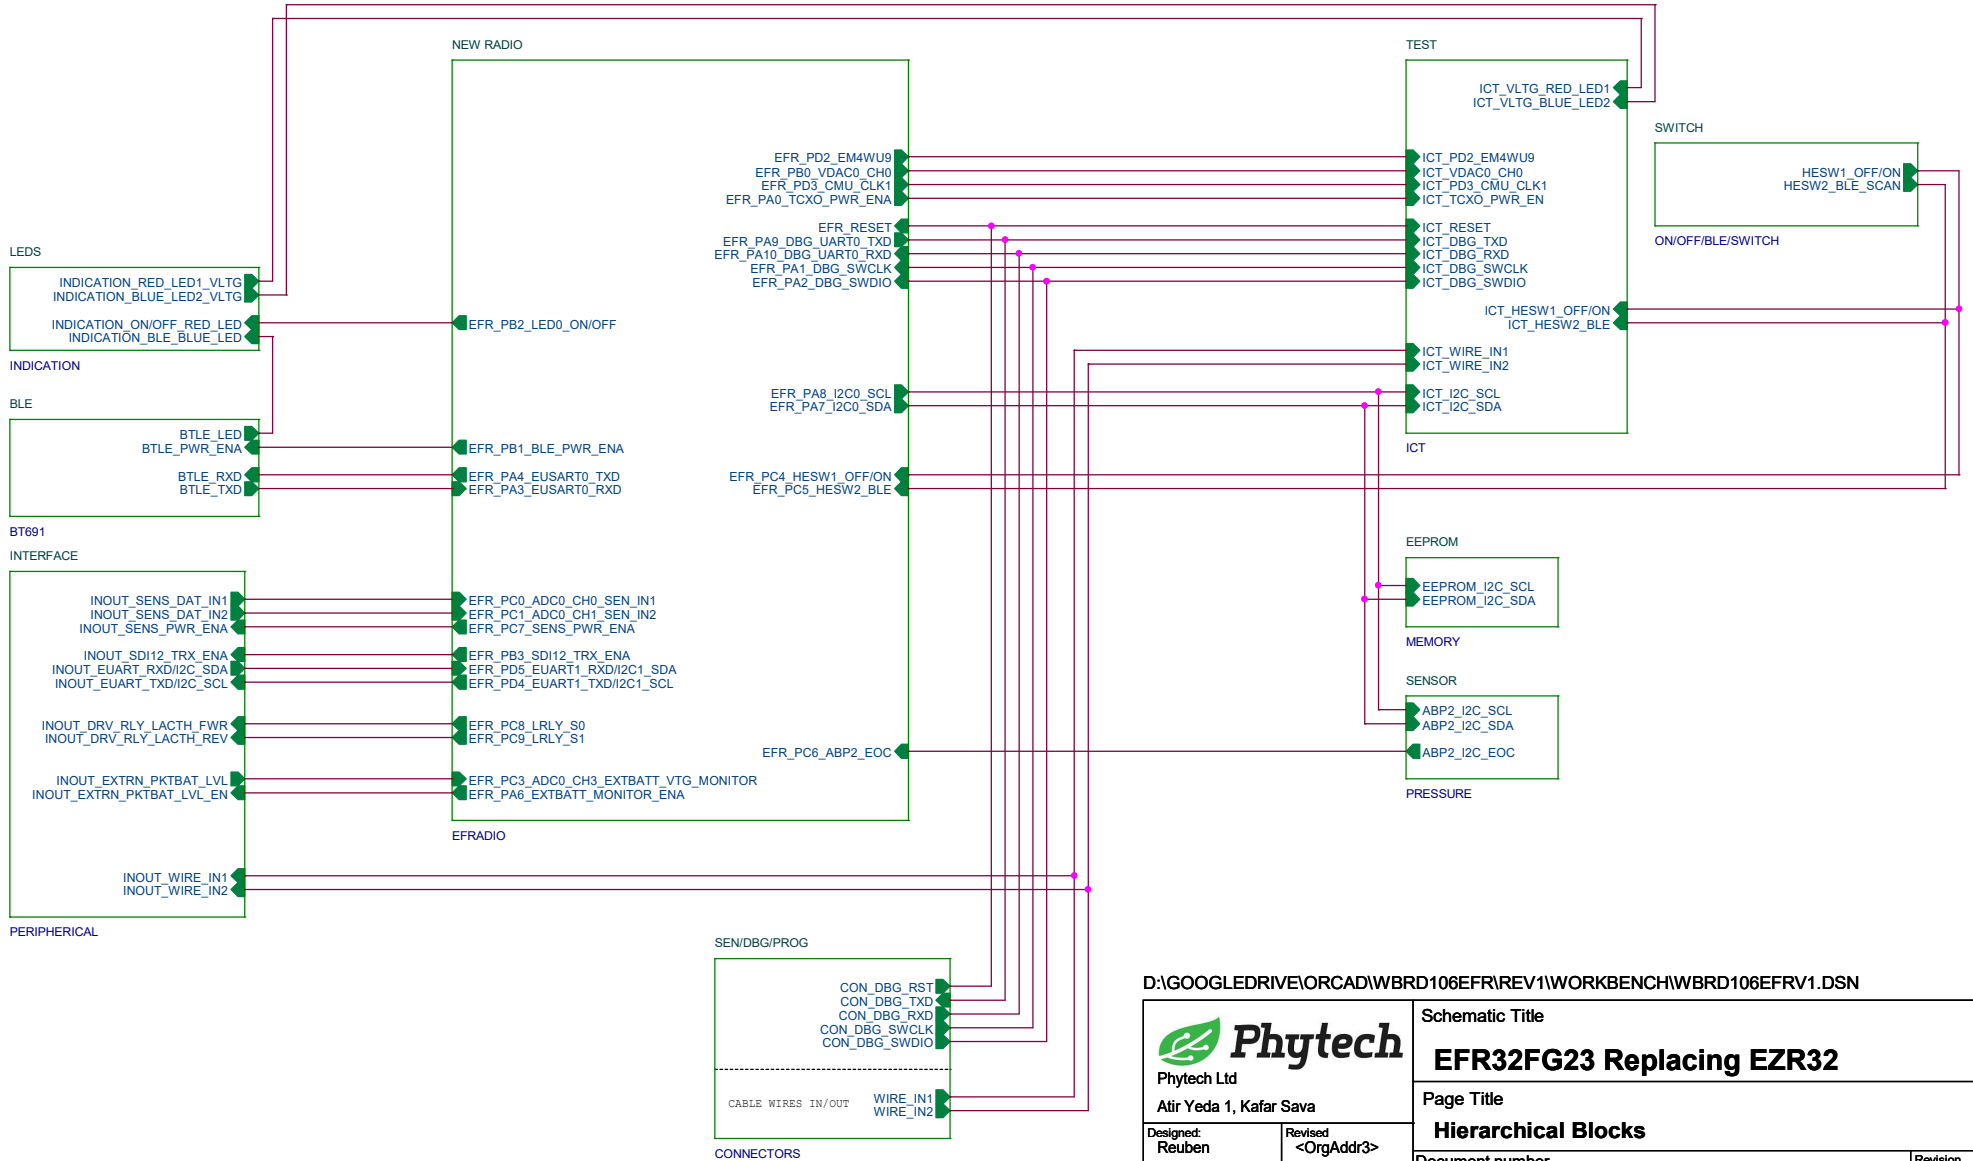 NEW RADIO
EFR_PD2_EM4WU9
EFR_PB0_VDAC0_CH0
EFR_PD3_CMU_CLK1
EFR_PA0_TCXO_PWR_ENA
EFR_RESET
EFR_PA9_DBG_UART0_TXD
EFR_PA10_DBG_UART0_RXD
EFR_PA1_DBG_SWCLK
EFR_PA2_DBG_SWDIO
EFR_PB2_LED0_ON/OFF
EFR_PA8_I2C0_SCL
EFR_PA7_I2C0_SDA
EFR_PB1_BLE_PWR_ENA
EFR_PA4_EUSART0_TXD
EFR_PA3_EUSART0_RXD
EFR_PC4_HESW1_OFF/ON
EFR_PC5_HESW2_BLE
EFR_PC0_ADC0_CH0_SEN_IN1
EFR_PC1_ADC0_CH1_SEN_IN2
EFR_PC7_SENS_PWR_ENA
EFR_PB3_SDI12_TRX_ENA
EFR_PD5_EUART1_RXD/I2C1_SDA
EFR_PD4_EUART1_TXD/I2C1_SCL
EFR_PC8_LRLY_S0
EFR_PC9_LRLY_S1
EFR_PC6_ABP2_EOC
EFR_PC3_ADC0_CH3_EXTBATT_VTG_MONITOR
EFR_PA6_EXTBATT_MONITOR_ENA
EFRADIO
TEST
ICT_VLTG_RED_LED1
ICT_VLTG_BLUE_LED2
ICT_PD2_EM4WU9
ICT_VDAC0_CH0
ICT_PD3_CMU_CLK1
ICT_TCXO_PWR_EN
ICT_RESET
ICT_DBG_TXD
ICT_DBG_RXD
ICT_DBG_SWCLK
ICT_DBG_SWDIO
ICT_HESW1_OFF/ON
ICT_HESW2_BLE
ICT_WIRE_IN1
ICT_WIRE_IN2
ICT_I2C_SCL
ICT_I2C_SDA
ICT
SWITCH
HESW1_OFF/ON
HESW2_BLE_SCAN
ON/OFF/BLE/SWITCH
LEDS
INDICATION_RED_LED1_VLTG
INDICATION_BLUE_LED2_VLTG
INDICATION_ON/OFF_RED_LED
INDICATION_BLE_BLUE_LED
INDICATION
BLE
BTLE_LED
BTLE_PWR_ENA
BTLE_RXD
BTLE_TXD
BT691
INTERFACE
INOUT_SENS_DAT_IN1
INOUT_SENS_DAT_IN2
INOUT_SENS_PWR_ENA
INOUT_SDI12_TRX_ENA
INOUT_EUART_RXD/I2C_SDA
INOUT_EUART_TXD/I2C_SCL
INOUT_DRV_RLY_LACTH_FWR
INOUT_DRV_RLY_LACTH_REV
INOUT_EXTRN_PKTBAT_LVL
INOUT_EXTRN_PKTBAT_LVL_EN
INOUT_WIRE_IN1
INOUT_WIRE_IN2
PERIPHERICAL
EEPROM
EEPROM_I2C_SCL
EEPROM_I2C_SDA
MEMORY
SENSOR
ABP2_I2C_SCL
ABP2_I2C_SDA
ABP2_I2C_EOC
PRESSURE
SEN/DBG/PROG
CON_DBG_RST
CON_DBG_TXD
CON_DBG_RXD
CON_DBG_SWCLK
CON_DBG_SWDIO
CABLE WIRES IN/OUT
WIRE_IN1
WIRE_IN2
CONNECTORS
D:\GOOGLEDRIVE\ORCAD\WBRD106EFR\REV1\WORKBENCH\WBRD106EFRV1.DSN
Phytech
Phytech Ltd
Atir Yeda 1, Kafar Sava
Designed:
Reuben
Revised
<OrgAddr3>
Schematic Title
EFR32FG23 Replacing EZR32
Page Title
Hierarchical Blocks
Document number
Revision